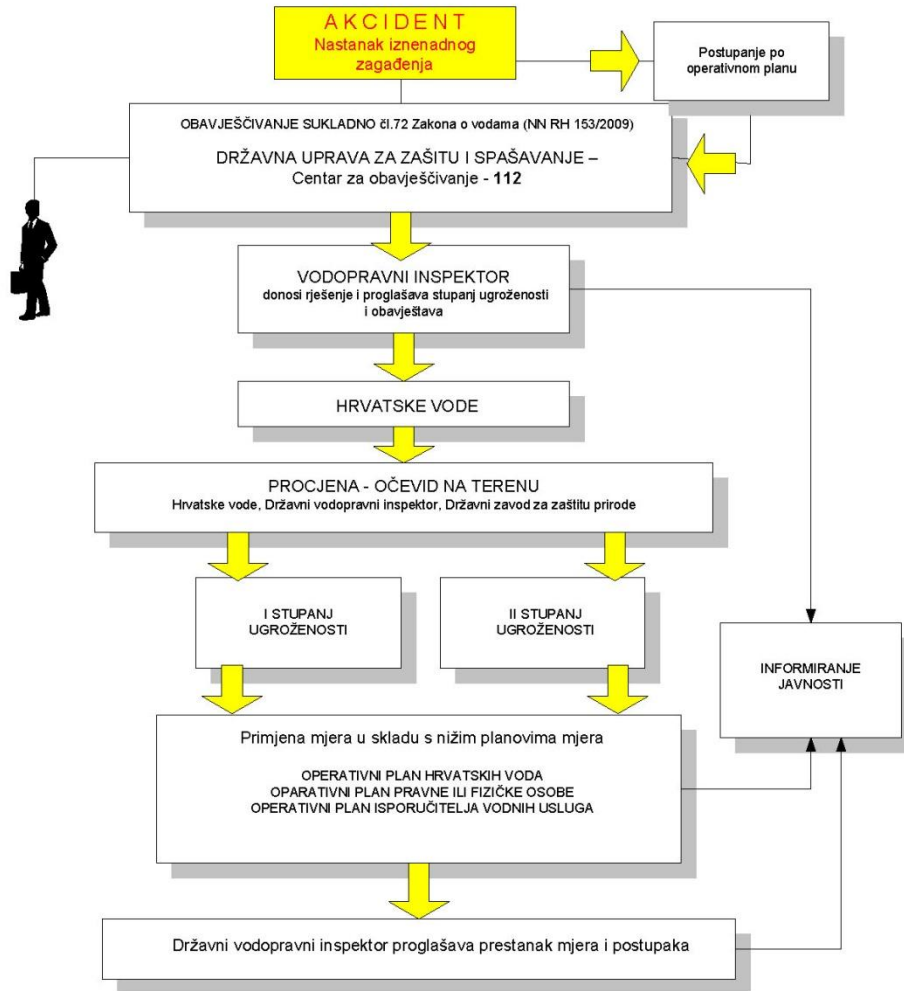 AKCIDENT
Nastanak iznenadnog
zagađenja
Postupanje po
operativnom planu
OBAVJEŠČIVANJE SUKLADNO čl.72 Zakona o vodama (NN RH 153/2009)
DRŽAVNA UPRAVA ZA ZAŠITU I SPAŠAVANJE –
Centar za obavješčivanje - 112
VODOPRAVNI INSPEKTOR
donosi rješenje i proglašava stupanj ugroženosti
i obavještava
HRVATSKE VODE
PROCJENA - OČEVID NA TERENU
Hrvatske vode, Državni vodopravni inspektor, Državni zavod za zaštitu prirode
I STUPANJ
UGROŽENOSTI
II STUPANJ
UGROŽENOSTI
INFORMIRANJE
JAVNOSTI
Primjena mjera u skladu s nižim planovima mjera
OPERATIVNI PLAN HRVATSKIH VODA
OPARATIVNI PLAN PRAVNE ILI FIZIČKE OSOBE
OPERATIVNI PLAN ISPORUČITELJA VODNIH USLUGA
Državni vodopravni inspektor proglašava prestanak mjera i postupaka